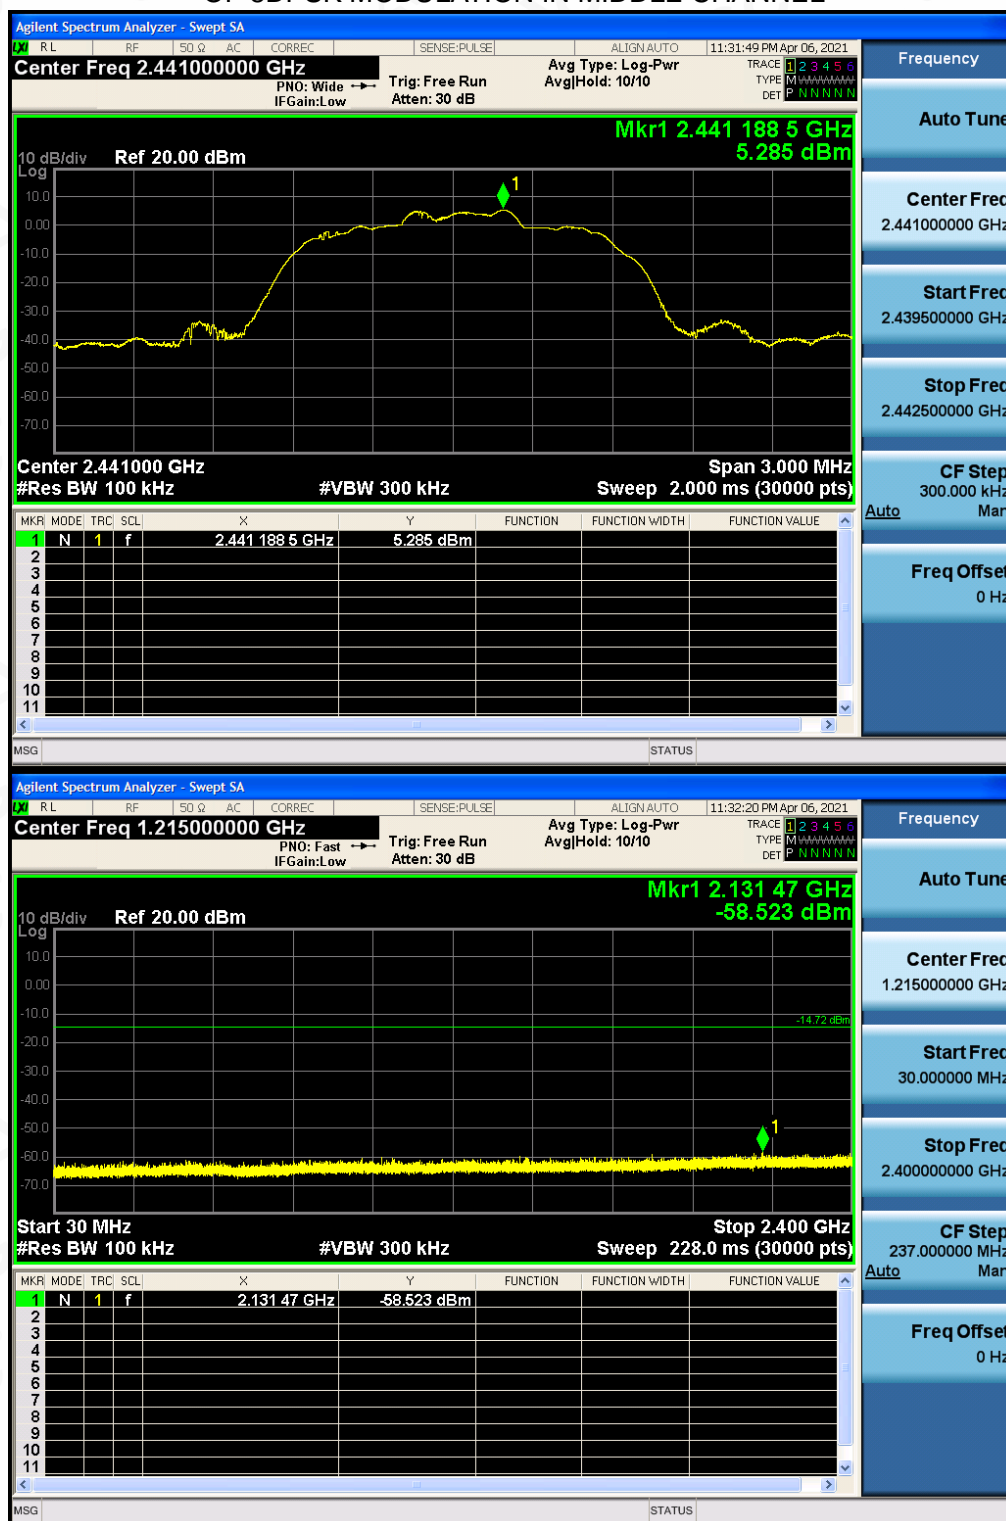 OF 8DPSK MODULATION IN MIDDLE CHANNEL
Agilent Spectrum Analyzer - Swept SA
LXI RL RF 50 Ω AC CORREC SENSE:PULSE ALIGN AUTO 11:31:49 PM Apr 06, 2021
Center Freq 2.441000000 GHz
PNO: Wide
IFGain:Low
Trig: Free Run
Atten: 30 dB
Avg Type: Log-Pwr
Avg|Hold: 10/10
TRACE 1 2 3 4 5 6
TYPE M
DET P N N N N N
Mkr1 2.441 188 5 GHz
5.285 dBm
10 dB/div Ref 20.00 dBm
Log
10.0
0.00
-10.0
-20.0
-30.0
-40.0
-50.0
-60.0
-70.0
1
Center 2.441000 GHz Span 3.000 MHz
#Res BW 100 kHz #VBW 300 kHz Sweep 2.000 ms (30000 pts)
MKR MODE TRC SCL X Y FUNCTION FUNCTION WIDTH FUNCTION VALUE
1 N 1 f 2.441 188 5 GHz 5.285 dBm
2
3
4
5
6
7
8
9
10
11
MSG STATUS
Frequency
Auto Tune
Center Freq
2.441000000 GHz
Start Freq
2.439500000 GHz
Stop Freq
2.442500000 GHz
CF Step
300.000 kHz
Auto Man
Freq Offset
0 Hz
Agilent Spectrum Analyzer - Swept SA
LXI RL RF 50 Ω AC CORREC SENSE:PULSE ALIGN AUTO 11:32:20 PM Apr 06, 2021
Center Freq 1.215000000 GHz
PNO: Fast
IFGain:Low
Trig: Free Run
Atten: 30 dB
Avg Type: Log-Pwr
Avg|Hold: 10/10
TRACE 1 2 3 4 5 6
TYPE M
DET P N N N N N
Mkr1 2.131 47 GHz
-58.523 dBm
10 dB/div Ref 20.00 dBm
Log
10.0
0.00
-10.0
-20.0
-30.0
-40.0
-50.0
-60.0
-70.0
-14.72 dBm
1
Start 30 MHz Stop 2.400 GHz
#Res BW 100 kHz #VBW 300 kHz Sweep 228.0 ms (30000 pts)
MKR MODE TRC SCL X Y FUNCTION FUNCTION WIDTH FUNCTION VALUE
1 N 1 f 2.131 47 GHz -58.523 dBm
2
3
4
5
6
7
8
9
10
11
MSG STATUS
Frequency
Auto Tune
Center Freq
1.215000000 GHz
Start Freq
30.000000 MHz
Stop Freq
2.400000000 GHz
CF Step
237.000000 MHz
Auto Man
Freq Offset
0 Hz